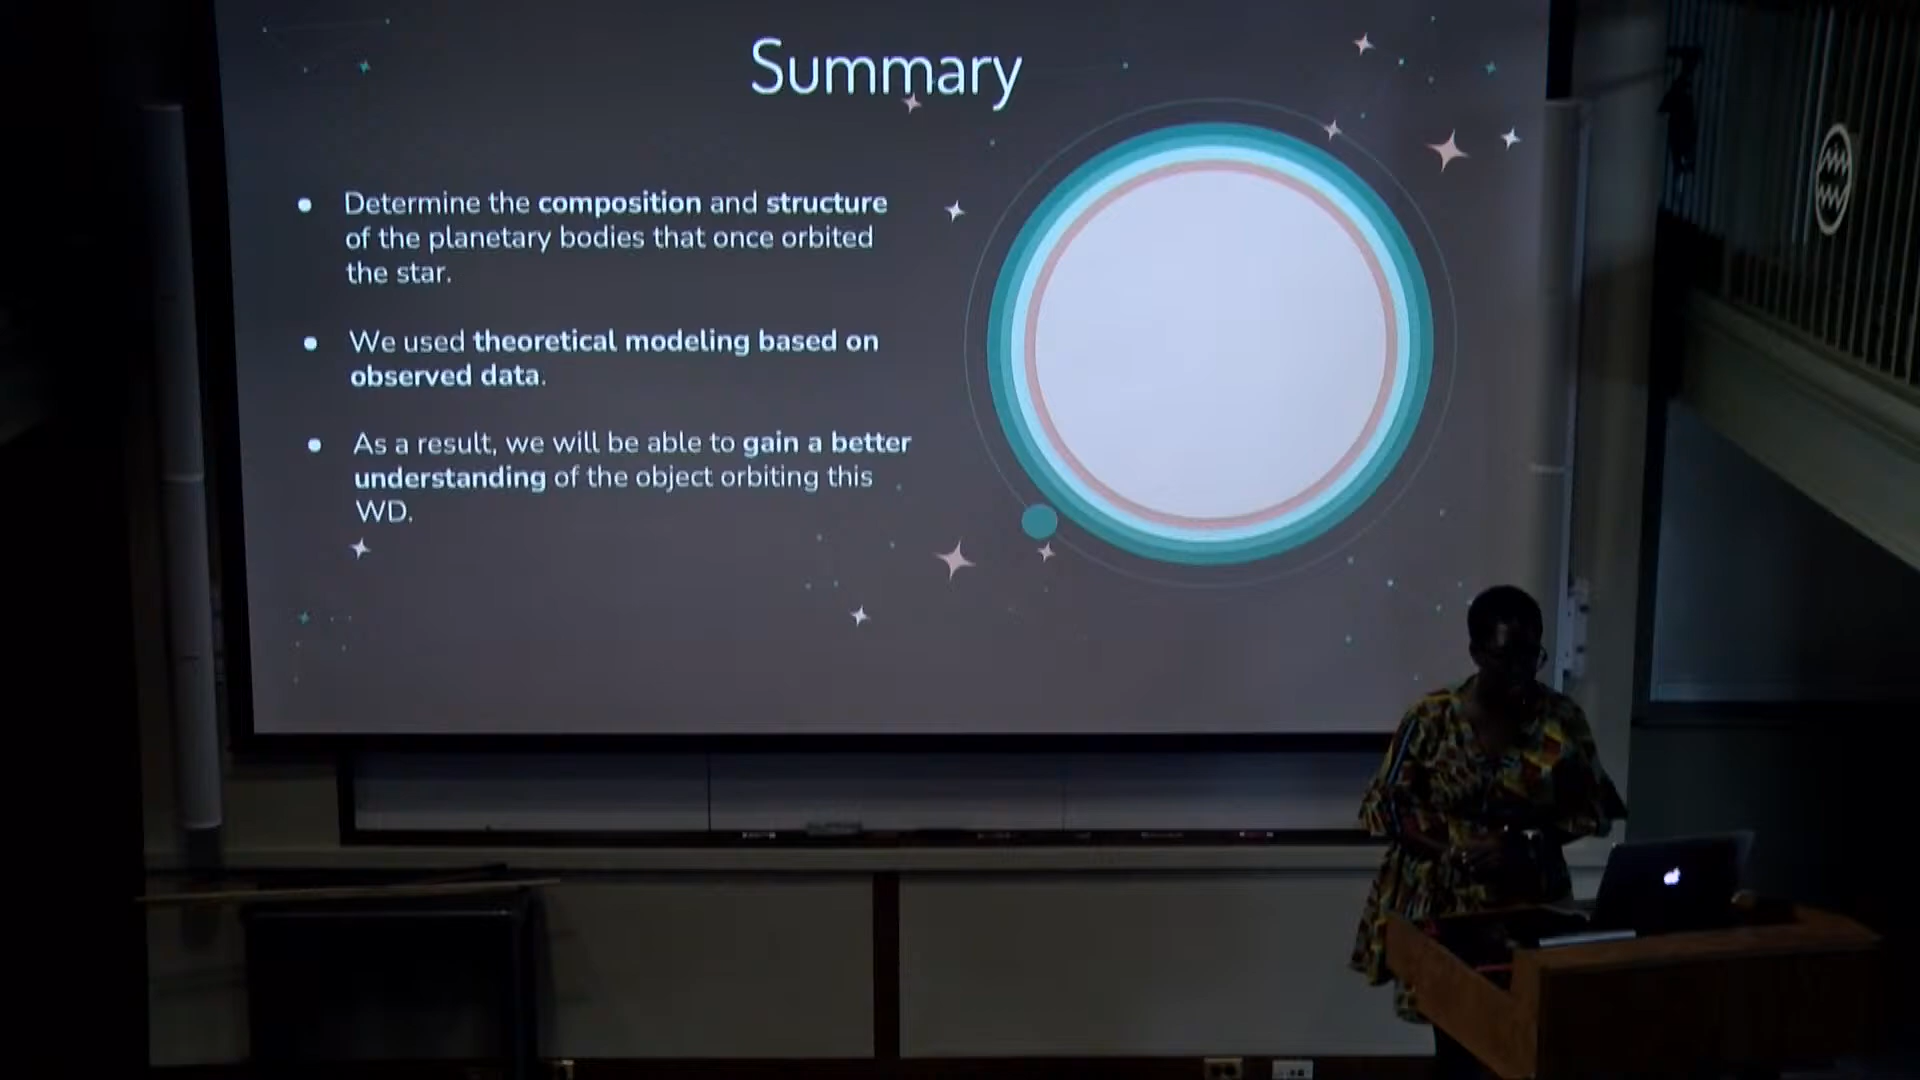 Summary
Determine the composition and structure
of the planetary bodies that once orbited
the star.
We used theoretical modeling based on
observed data.
As a result, we will be able to gain a better
understanding of the object orbiting this
WD.